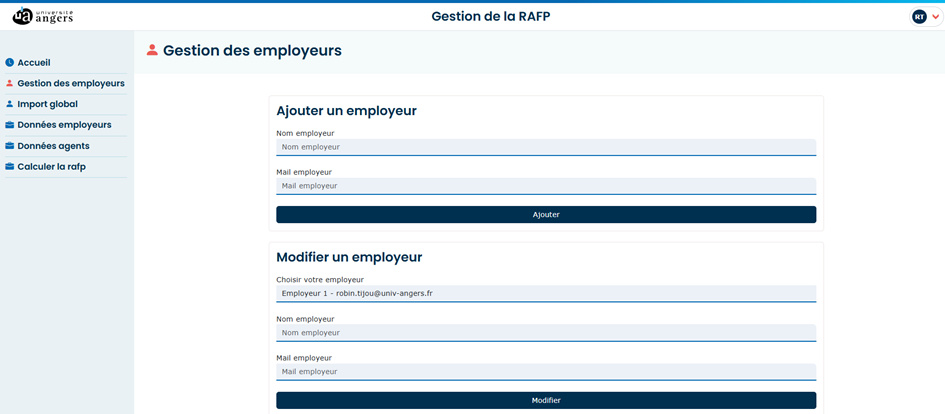 université
angers
Gestion de la RAFP
RT
Accueil
Gestion des employeurs
Import global
Données employeurs
Données agents
Calculer la rafp
Gestion des employeurs
Ajouter un employeur
Nom employeur
Nom employeur
Mail employeur
Mail employeur
Ajouter
Modifier un employeur
Choisir votre employeur
Employeur 1 - robin.tijou@univ-angers.fr
Nom employeur
Nom employeur
Mail employeur
Mail employeur
Modifier